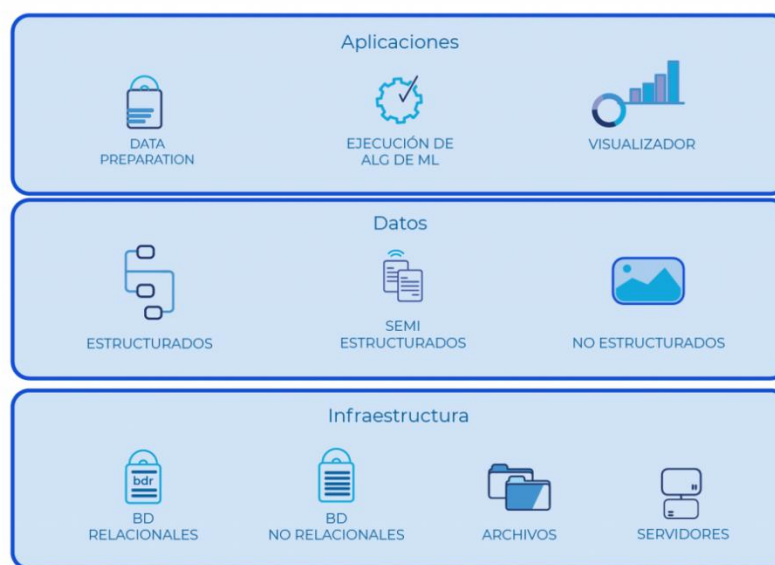 Aplicaciones
DATA
PREPARATION
EJECUCIÓN DE
ALG DE ML
VISUALIZADOR
Datos
ESTRUCTURADOS
SEMI
ESTRUCTURADOS
NO ESTRUCTURADOS
Infraestructura
bdr
BD
RELACIONALES
BD
NO RELACIONALES
ARCHIVOS
SERVIDORES